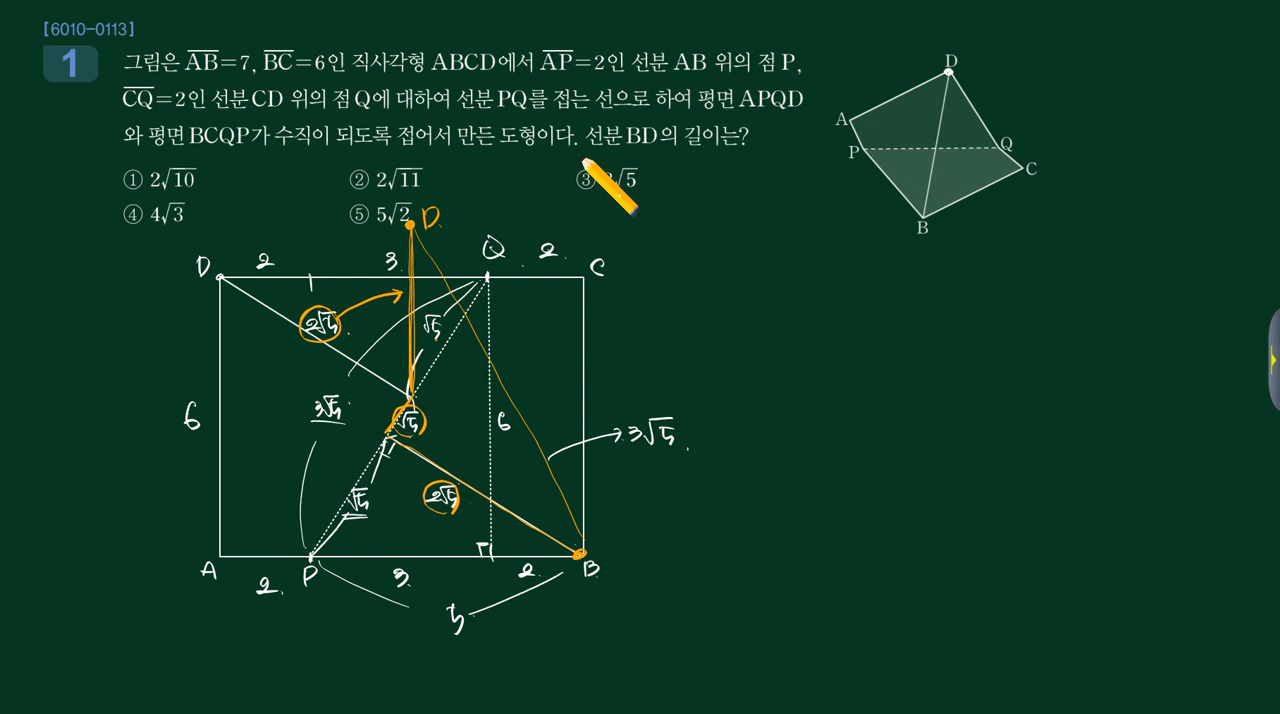 [6010-0113]
1
그림은 AB=7, BC=6인 직사각형 ABCD에서 AP=2인 선분 AB 위의 점 P,
CQ=2인 선분 CD 위의 점 Q에 대하여 선분 PQ를 접는 선으로 하여 평면 APQD
와 평면 BCQP가 수직이 되도록 접어서 만든 도형이다. 선분 BD의 길이는?
① 2√10 ② 2√11 ③ √5
④ 4√3 ⑤ 5√2
D
A
P
Q
C
B
D.
D 2 3. Q 2. C
2√5
√5
3√5
√5
6
6
→3√5.
2√5
√5
A 2. P 3. 2. B
5